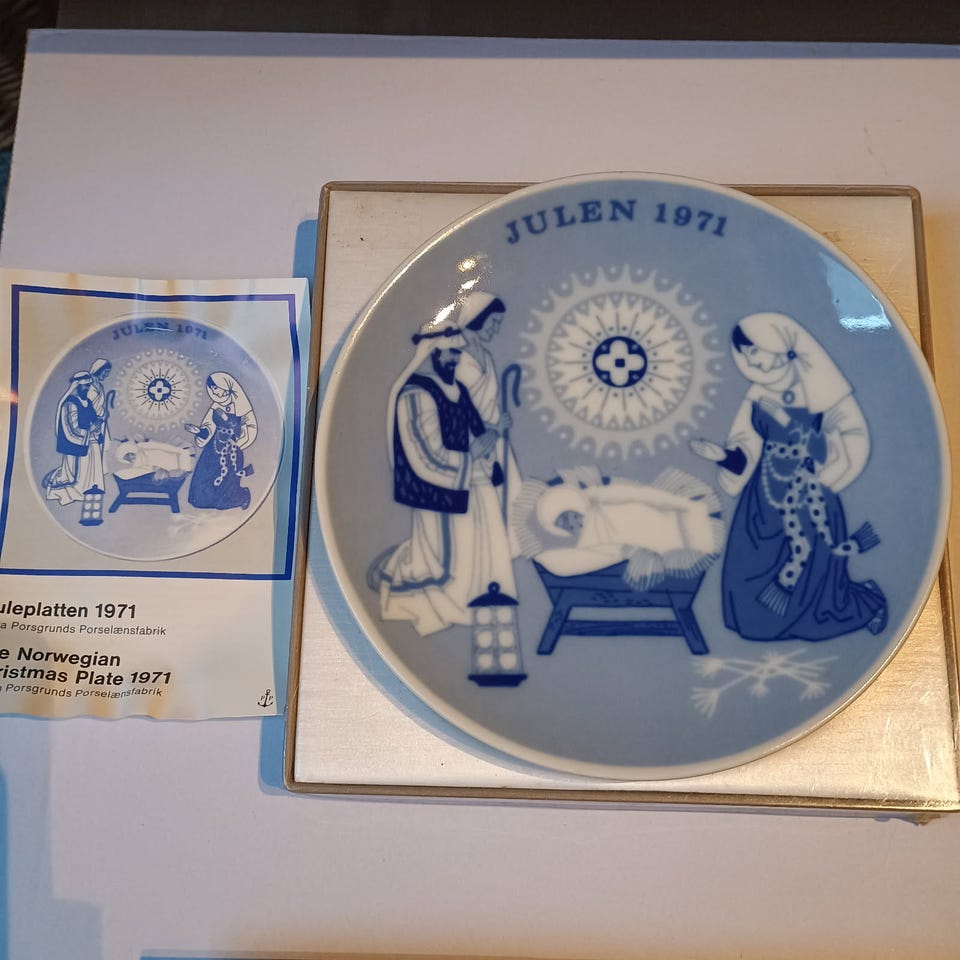 JULEN 1971
JULEN 1971
uleplatten 1971
a Porsgrunds Porselænsfabrik
e Norwegian
ristmas Plate 1971
Porsgrunds Porselænsfabrik
P P